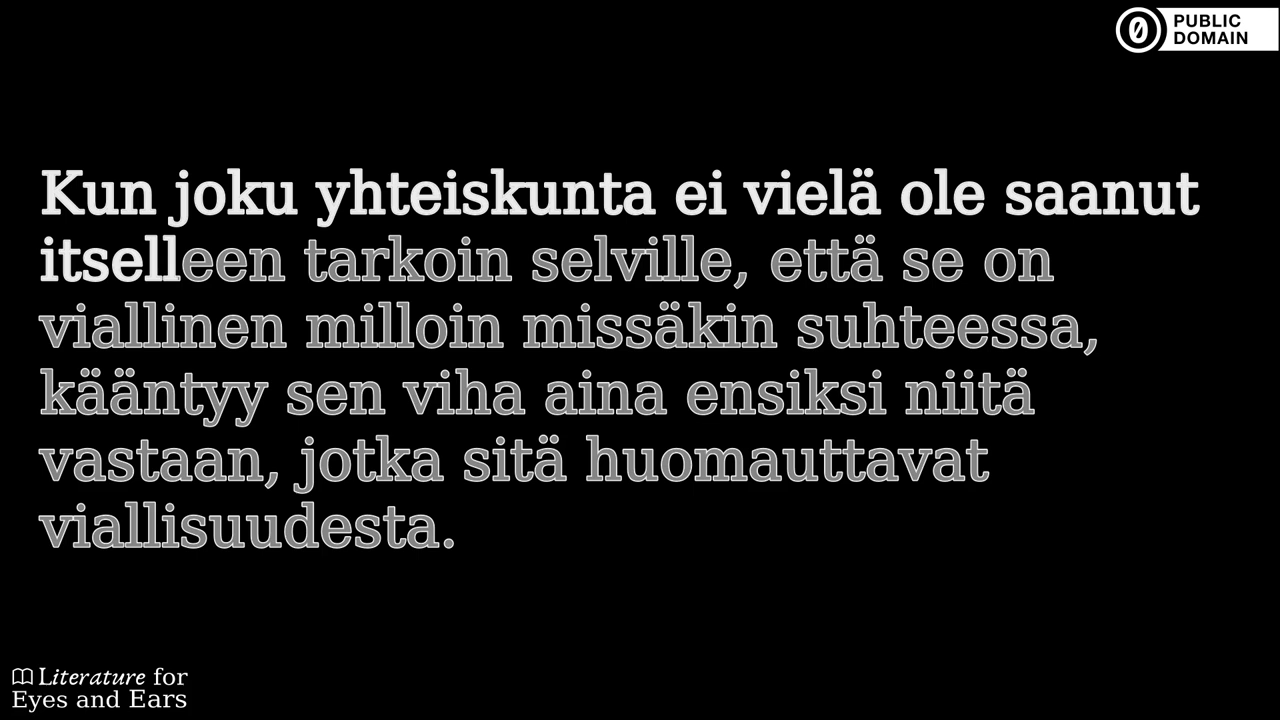 PUBLIC
DOMAIN
Kun joku yhteiskunta ei vielä ole saanut
itselleen tarkoin selville, että se on
viallinen milloin missäkin suhteessa,
kääntyy sen viha aina ensiksi niitä
vastaan, jotka sitä huomauttavat
viallisuudesta.
Literature for
Eyes and Ears